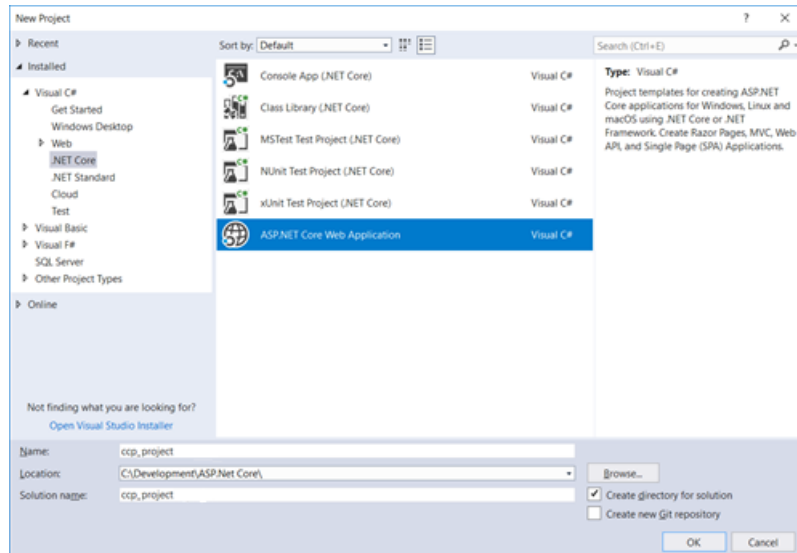 New Project
? ×
Recent
Installed
Visual C#
Get Started
Windows Desktop
Web
.NET Core
.NET Standard
Cloud
Test
Visual Basic
Visual F#
SQL Server
Other Project Types
Online
Not finding what you are looking for?
Open Visual Studio Installer
Sort by: Default
Console App (.NET Core) Visual C#
Class Library (.NET Core) Visual C#
MSTest Test Project (.NET Core) Visual C#
NUnit Test Project (.NET Core) Visual C#
xUnit Test Project (.NET Core) Visual C#
ASP.NET Core Web Application Visual C#
Search (Ctrl+E)
Type: Visual C#
Project templates for creating ASP.NET
Core applications for Windows, Linux and
macOS using .NET Core or .NET
Framework. Create Razor Pages, MVC, Web
API, and Single Page (SPA) Applications.
Name: ccp_project
Location: C:\Development\ASP.Net Core\
Browse...
Solution name: ccp_project
Create directory for solution
Create new Git repository
OK Cancel